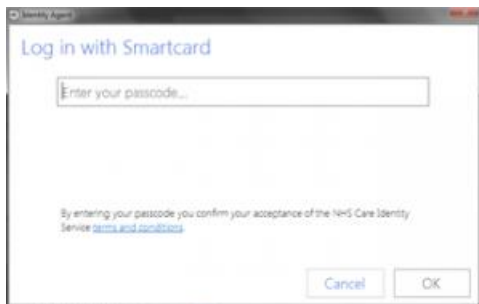 Identity Agent
Log in with Smartcard
Enter your passcode...
By entering your passcode you confirm your acceptance of the NHS Care Identity
Service terms and conditions.
Cancel
OK